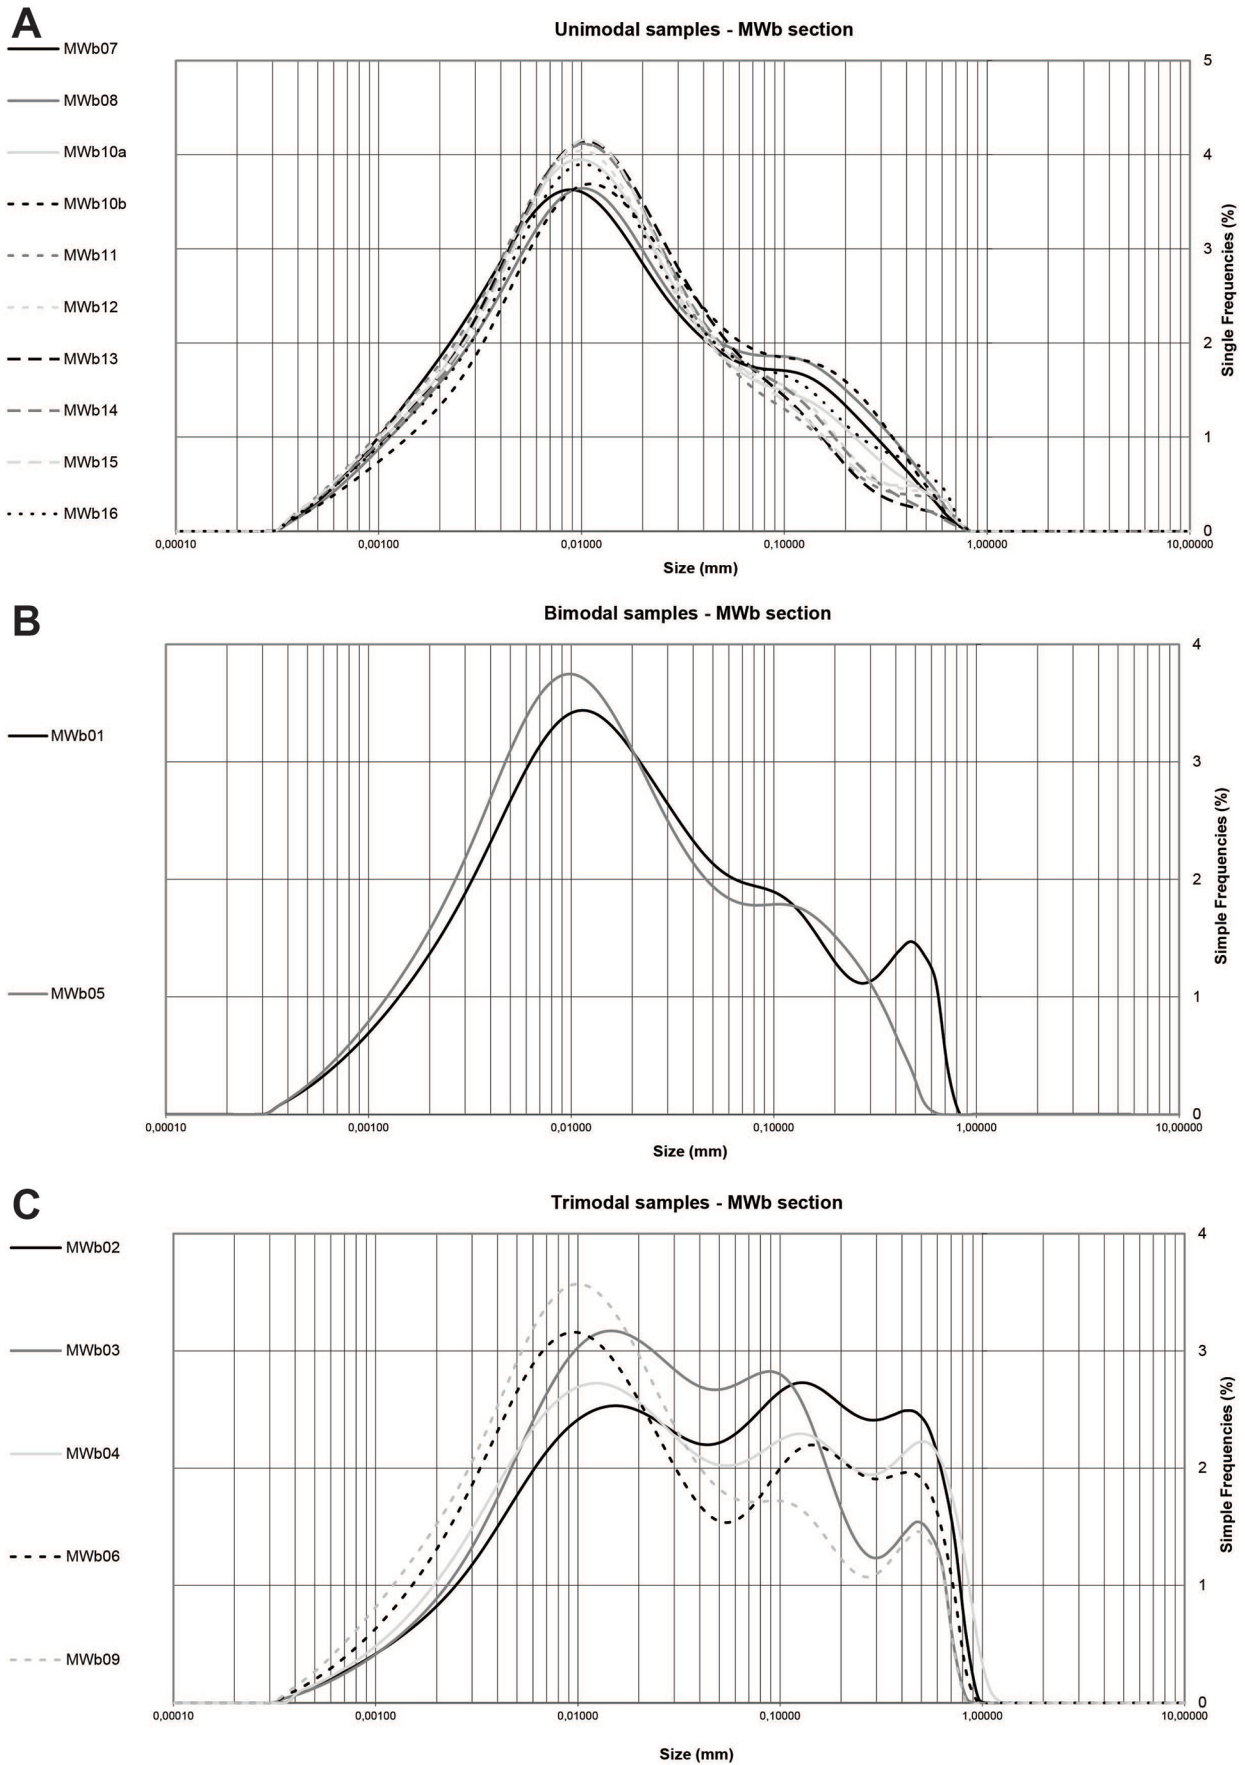 A
Unimodal samples - MWb section
MWb07
MWb08
MWb10a
MWb10b
MWb11
MWb12
MWb13
MWb14
MWb15
MWb16
5
4
3
2
1
0
Single Frequencies (%)
0,00010 0,00100 0,01000 0,10000 1,00000 10,00000
Size (mm)
B
Bimodal samples - MWb section
MWb01
MWb05
4
3
2
1
0
Simple Frequencies (%)
0,00010 0,00100 0,01000 0,10000 1,00000 10,00000
Size (mm)
C
Trimodal samples - MWb section
MWb02
MWb03
MWb04
MWb06
MWb09
4
3
2
1
0
Simple Frequencies (%)
0,00010 0,00100 0,01000 0,10000 1,00000 10,00000
Size (mm)